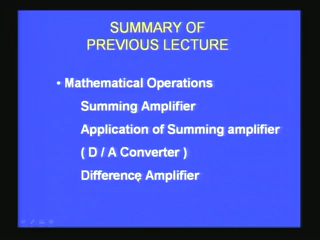 SUMMARY OF
PREVIOUS LECTURE
• Mathematical Operations
Summing Amplifier
Application of Summing amplifier
( D / A Converter )
Difference Amplifier